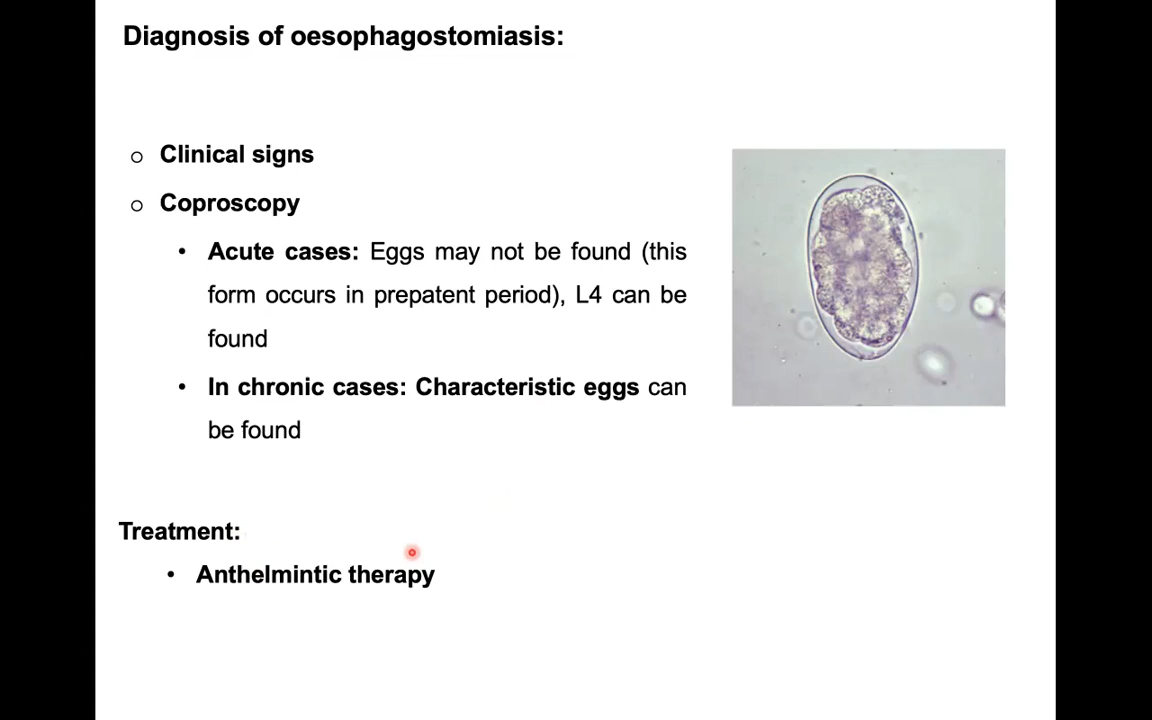 Diagnosis of oesophagostomiasis:
o Clinical signs
o Coproscopy
• Acute cases: Eggs may not be found (this
form occurs in prepatent period), L4 can be
found
• In chronic cases: Characteristic eggs can
be found
Treatment:
• Anthelmintic therapy